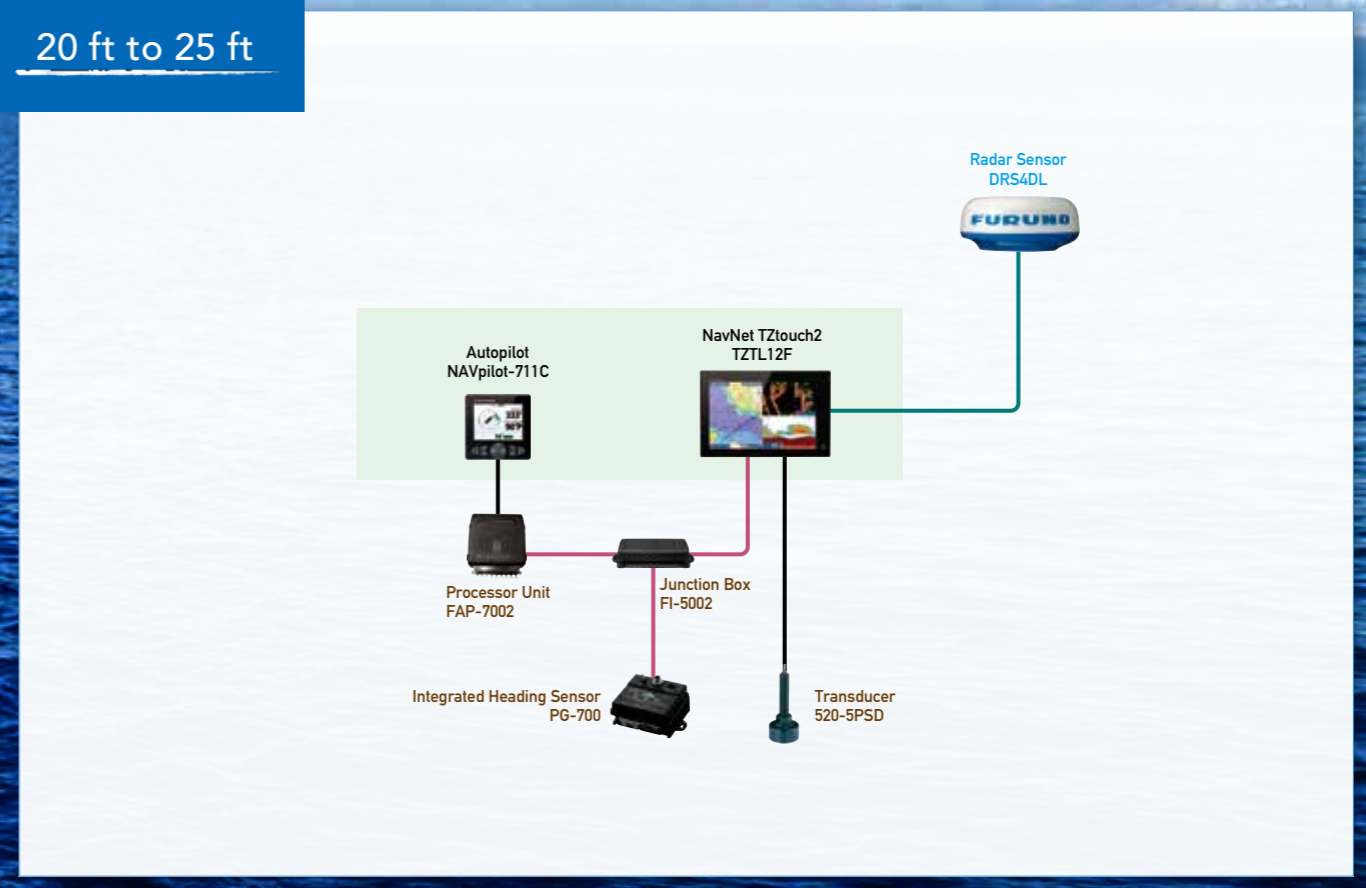 20 ft to 25 ft
Radar Sensor
DRS4DL
FURUNO
NavNet TZtouch2
TZTL12F
Autopilot
NAVpilot-711C
Processor Unit
FAP-7002
Junction Box
FI-5002
Integrated Heading Sensor
PG-700
Transducer
520-5PSD